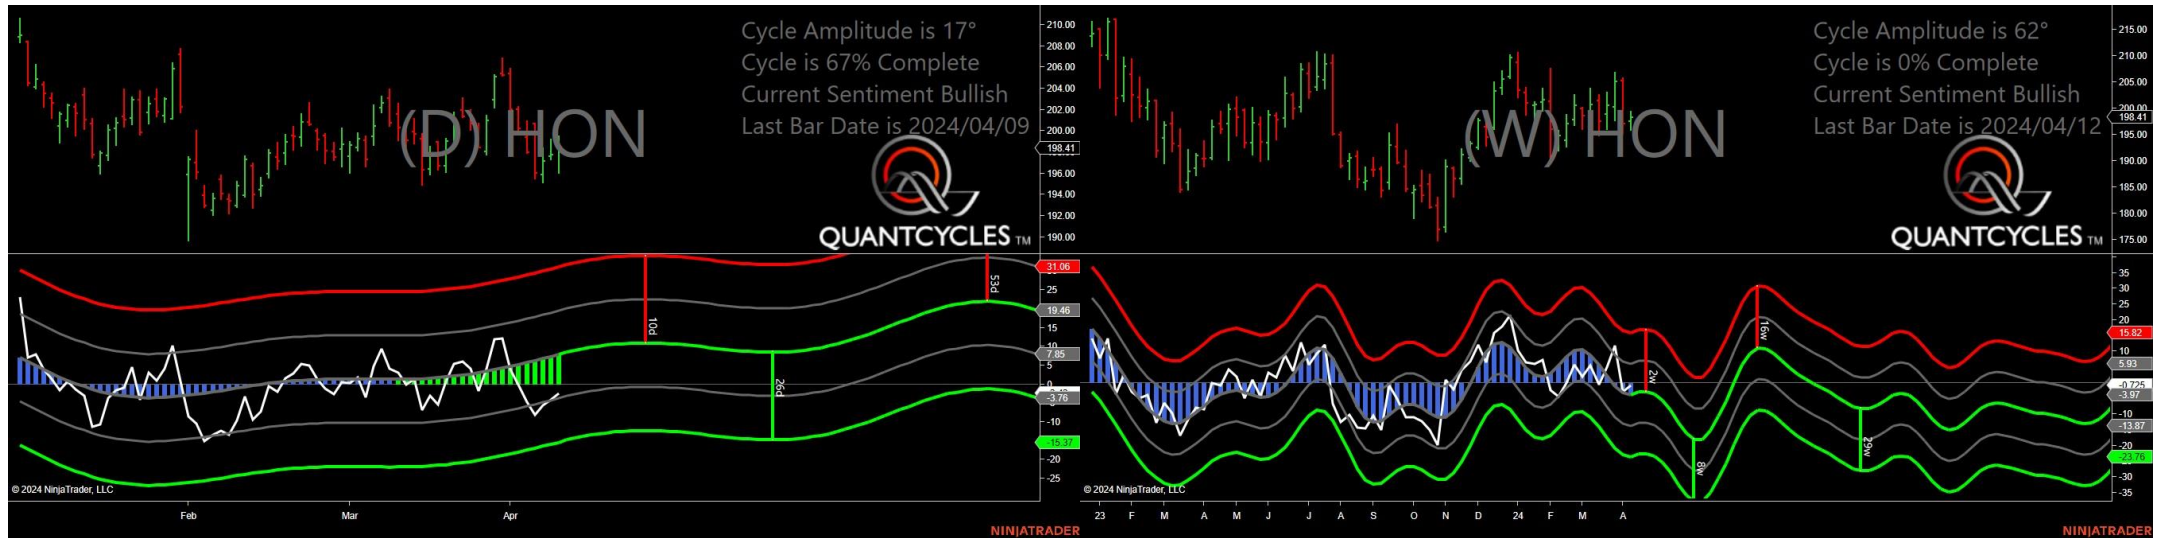 Cycle Amplitude is 17°
Cycle is 67% Complete
Current Sentiment Bullish
Last Bar Date is 2024/04/09
(D) HON
QUANTCYCLES TM
210.00
208.00
206.00
204.00
202.00
200.00
198.41
196.00
194.00
192.00
190.00
31.06
25
19.46
15
10
7.85
5
0
-3.76
-10
-15.37
-20
-25
10d
26d
53d
© 2024 NinjaTrader, LLC
Feb Mar Apr
NINJATRADER
Cycle Amplitude is 62°
Cycle is 0% Complete
Current Sentiment Bullish
Last Bar Date is 2024/04/12
(W) HON
QUANTCYCLES TM
215.00
210.00
205.00
200.00
198.41
195.00
190.00
185.00
180.00
175.00
35
30
25
20
15.82
10
5.93
-0.725
-3.97
-10
-13.87
-20
-23.76
-30
-35
2w
8w
16w
29w
© 2024 NinjaTrader, LLC
23 F M A M J J A S O N D 24 F M A
NINJATRADER